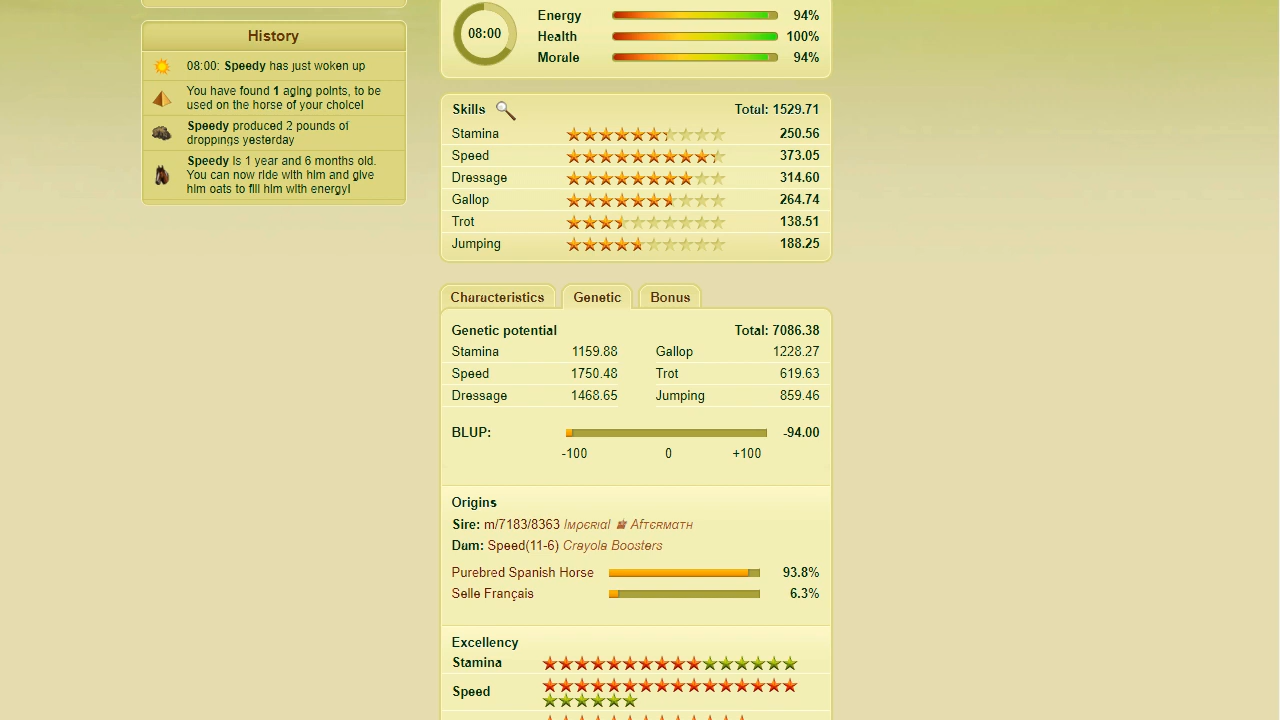 History
08:00: Speedy has just woken up
You have found 1 aging points, to be
used on the horse of your choice!
Speedy produced 2 pounds of
droppings yesterday
Speedy is 1 year and 6 months old.
You can now ride with him and give
him oats to fill him with energy!
08:00
Energy 94%
Health 100%
Morale 94%
Skills Total: 1529.71
Stamina 250.56
Speed 373.05
Dressage 314.60
Gallop 264.74
Trot 138.51
Jumping 188.25
Characteristics Genetic Bonus
Genetic potential Total: 7086.38
Stamina 1159.88 Gallop 1228.27
Speed 1750.48 Trot 619.63
Dressage 1468.65 Jumping 859.46
BLUP: -94.00
-100 0 +100
Origins
Sire: m/7183/8363 Imperial Aftermath
Dam: Speed(11-6) Crayola Boosters
Purebred Spanish Horse 93.8%
Selle Français 6.3%
Excellency
Stamina
Speed